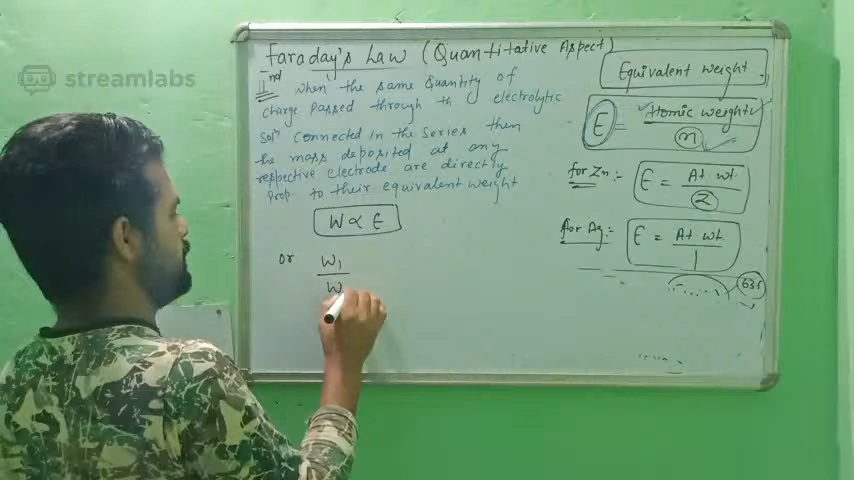 streamlabs
Faraday's Law (Quantitative Aspect)
IInd when the same Quantity of
charge passed through th electrolytic
Soln connected in the series then
the mass deposited at any
respective electrode are directly
prop to their equivalent weight
W ∝ E
or W1
W
Equivalent weight
E = Atomic weight
n
for Zn :- E = At wt.
2
for Ag :- E = At. wt.
1